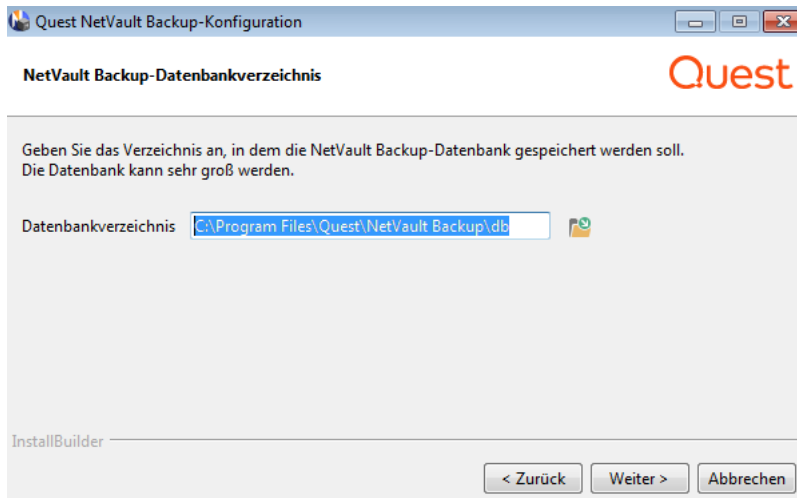 Quest NetVault Backup-Konfiguration
NetVault Backup-Datenbankverzeichnis
Quest
Geben Sie das Verzeichnis an, in dem die NetVault Backup-Datenbank gespeichert werden soll.
Die Datenbank kann sehr groß werden.
Datenbankverzeichnis C:\Program Files\Quest\NetVault Backup\db
InstallBuilder
< Zurück Weiter > Abbrechen